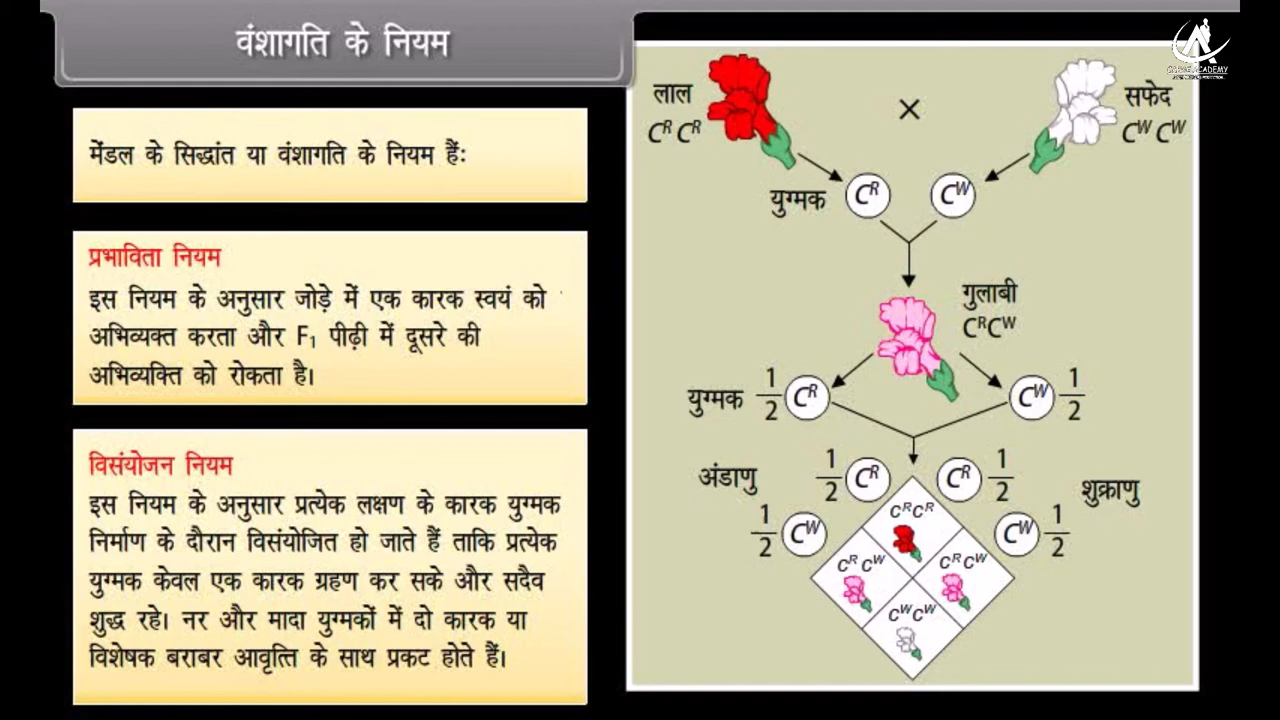 वंशागति के नियम
मेंडल के सिद्धांत या वंशागति के नियम हैंः
प्रभाविता नियम
इस नियम के अनुसार जोड़े में एक कारक स्वयं को
अभिव्यक्त करता और F₁ पीढ़ी में दूसरे की
अभिव्यक्ति को रोकता है।
विसंयोजन नियम
इस नियम के अनुसार प्रत्येक लक्षण के कारक युग्मक
निर्माण के दौरान विसंयोजित हो जाते हैं ताकि प्रत्येक
युग्मक केवल एक कारक ग्रहण कर सके और सदैव
शुद्ध रहे। नर और मादा युग्मकों में दो कारक या
विशेषक बराबर आवृत्ति के साथ प्रकट होते हैं।
लाल × सफेद
CᴿCᴿ CᵂCᵂ
युग्मक Cᴿ Cᵂ
गुलाबी
CᴿCᵂ
युग्मक 1/2 Cᴿ Cᵂ 1/2
अंडाणु 1/2 Cᴿ Cᴿ 1/2 शुक्राणु
1/2 Cᵂ Cᵂ 1/2
CᴿCᴿ
CᴿCᵂ CᴿCᵂ
CᵂCᵂ
ACADEMY